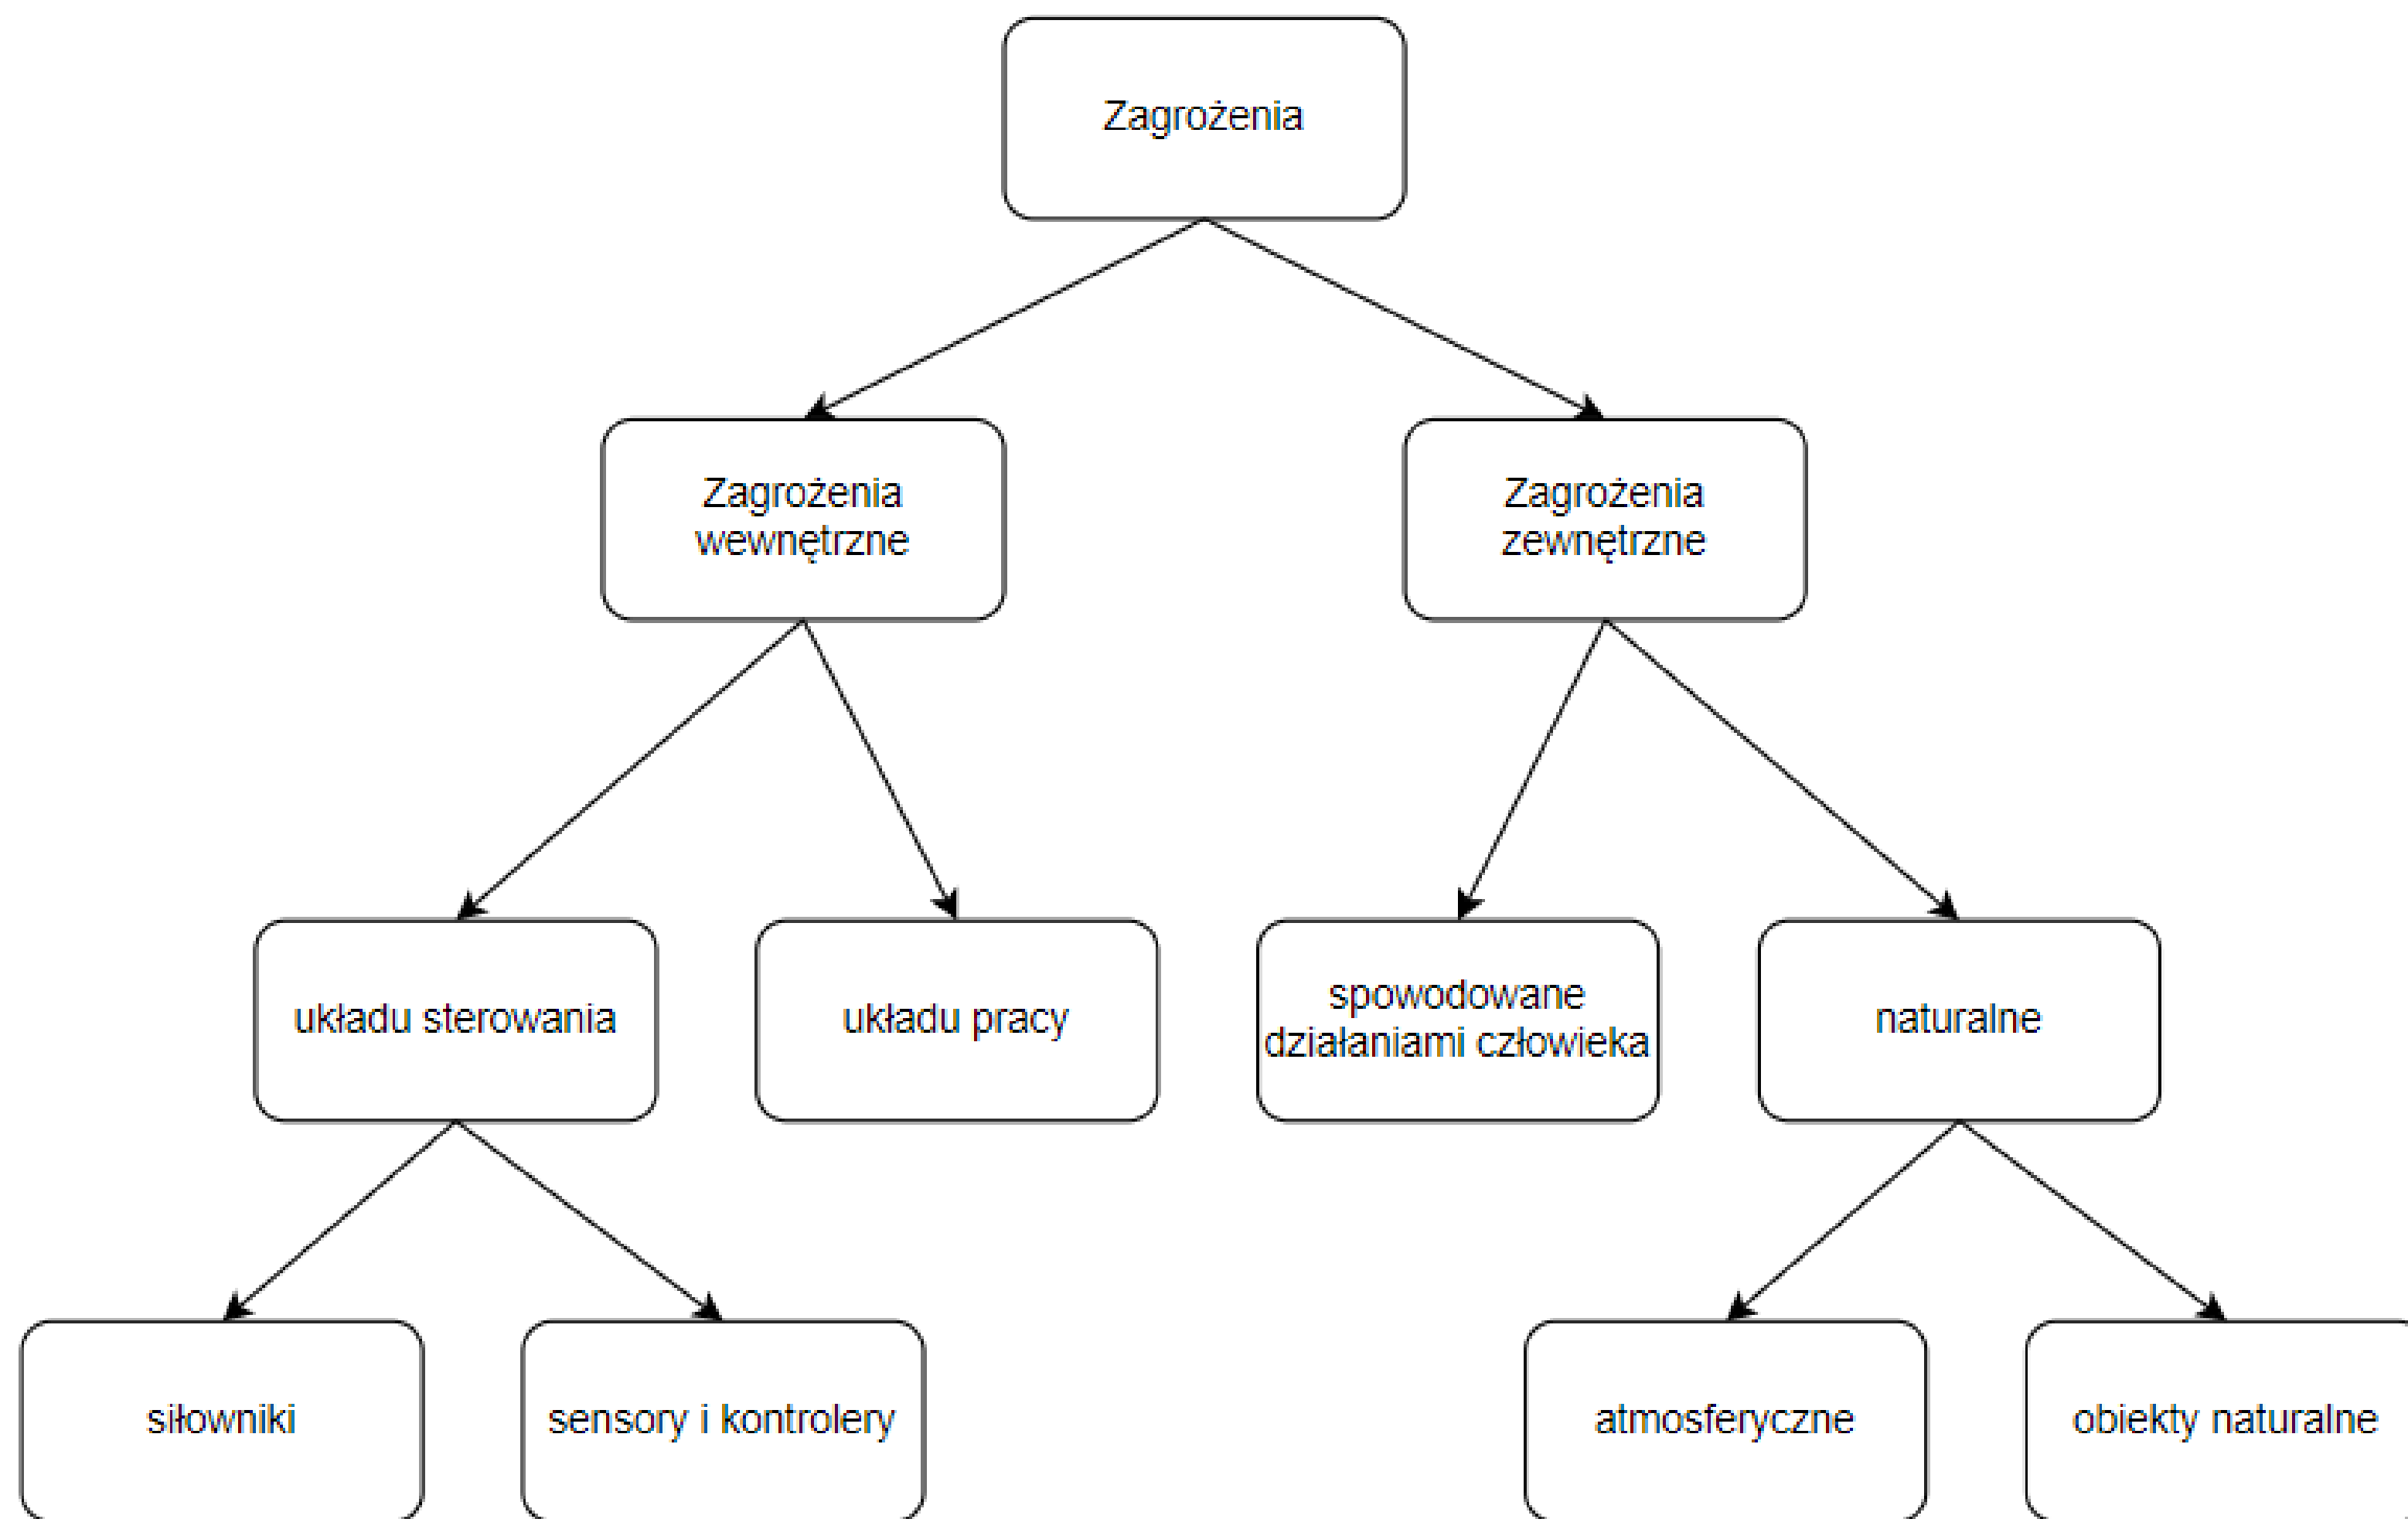 Zagrożenia
Zagrożenia
wewnętrzne
Zagrożenia
zewnętrzne
układu sterowania
układu pracy
spowodowane
działaniami człowieka
naturalne
siłowniki
sensory i kontrolery
atmosferyczne
obiekty naturalne